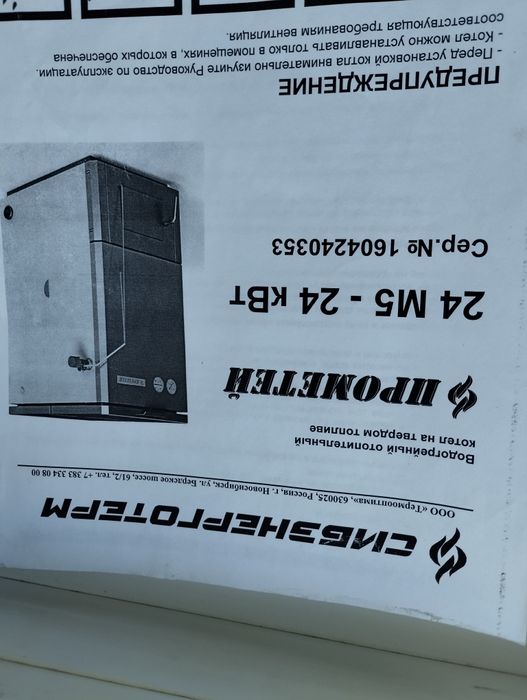 СИБЭНЕРГОТЕРМ
ООО «Термооптима», 630025, Россия, г. Новосибирск, ул. Бердское шоссе, 61/2, тел. +7 383 334 08 00
Водогрейный отопительный
котел на твердом топливе
ПРОМЕТЕЙ
24 М5 - 24 кВт
Сер.№ 1604240353
ПРЕДУПРЕЖДЕНИЕ
- Перед установкой котла внимательно изучите Руководство по эксплуатации.
- Котел можно устанавливать только в помещениях, в которых обеспечена
соответствующая требованиям вентиляция.